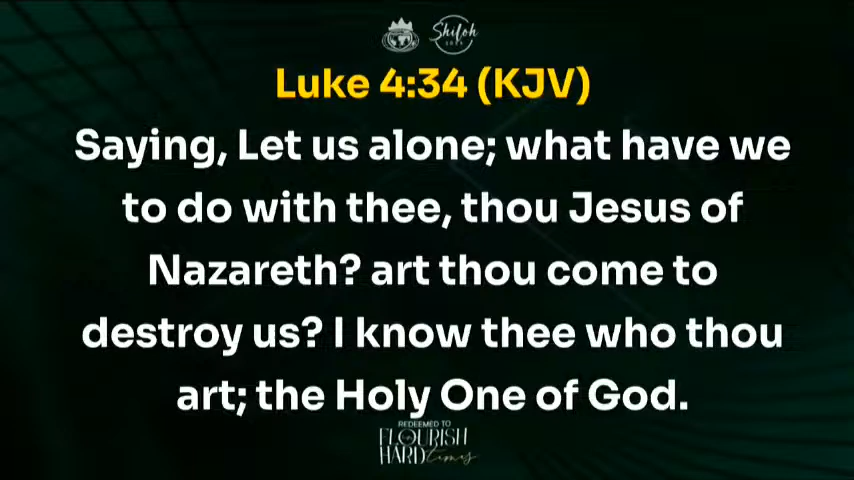 Shiloh
Luke 4:34 (KJV)
Saying, Let us alone; what have we
to do with thee, thou Jesus of
Nazareth? art thou come to
destroy us? I know thee who thou
art; the Holy One of God.
REDEEMED TO
FLOURISH
HARD times